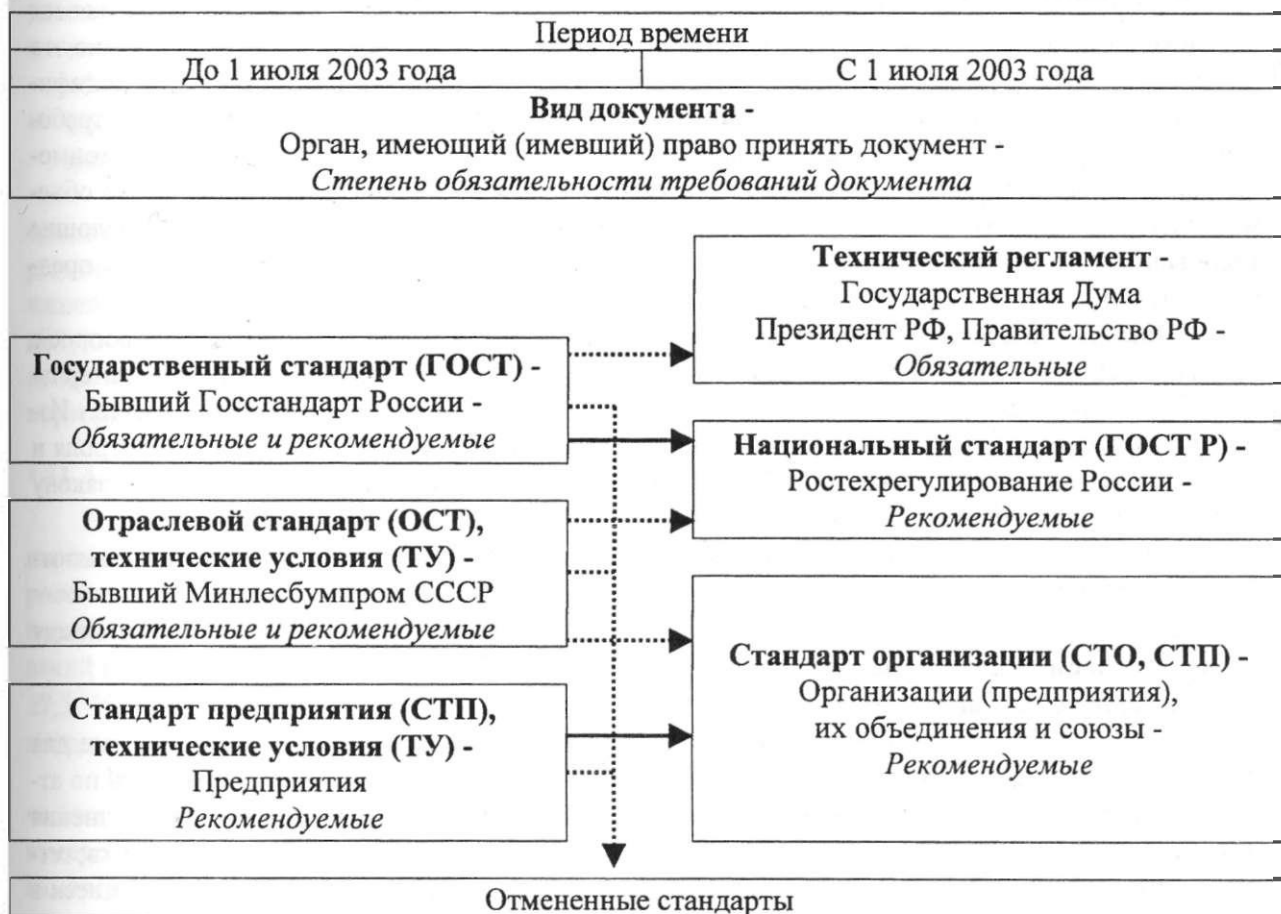 Период времени
До 1 июля 2003 года
С 1 июля 2003 года
Вид документа -
Орган, имеющий (имевший) право принять документ -
Степень обязательности требований документа
Технический регламент -
Государственная Дума
Президент РФ, Правительство РФ -
Обязательные
Государственный стандарт (ГОСТ) -
Бывший Госстандарт России -
Обязательные и рекомендуемые
Национальный стандарт (ГОСТ Р) -
Ростехрегулирование России -
Рекомендуемые
Отраслевой стандарт (ОСТ),
технические условия (ТУ) -
Бывший Минлесбумпром СССР
Обязательные и рекомендуемые
Стандарт организации (СТО, СТП) -
Организации (предприятия),
их объединения и союзы -
Рекомендуемые
Стандарт предприятия (СТП),
технические условия (ТУ) -
Предприятия
Рекомендуемые
Отмененные стандарты